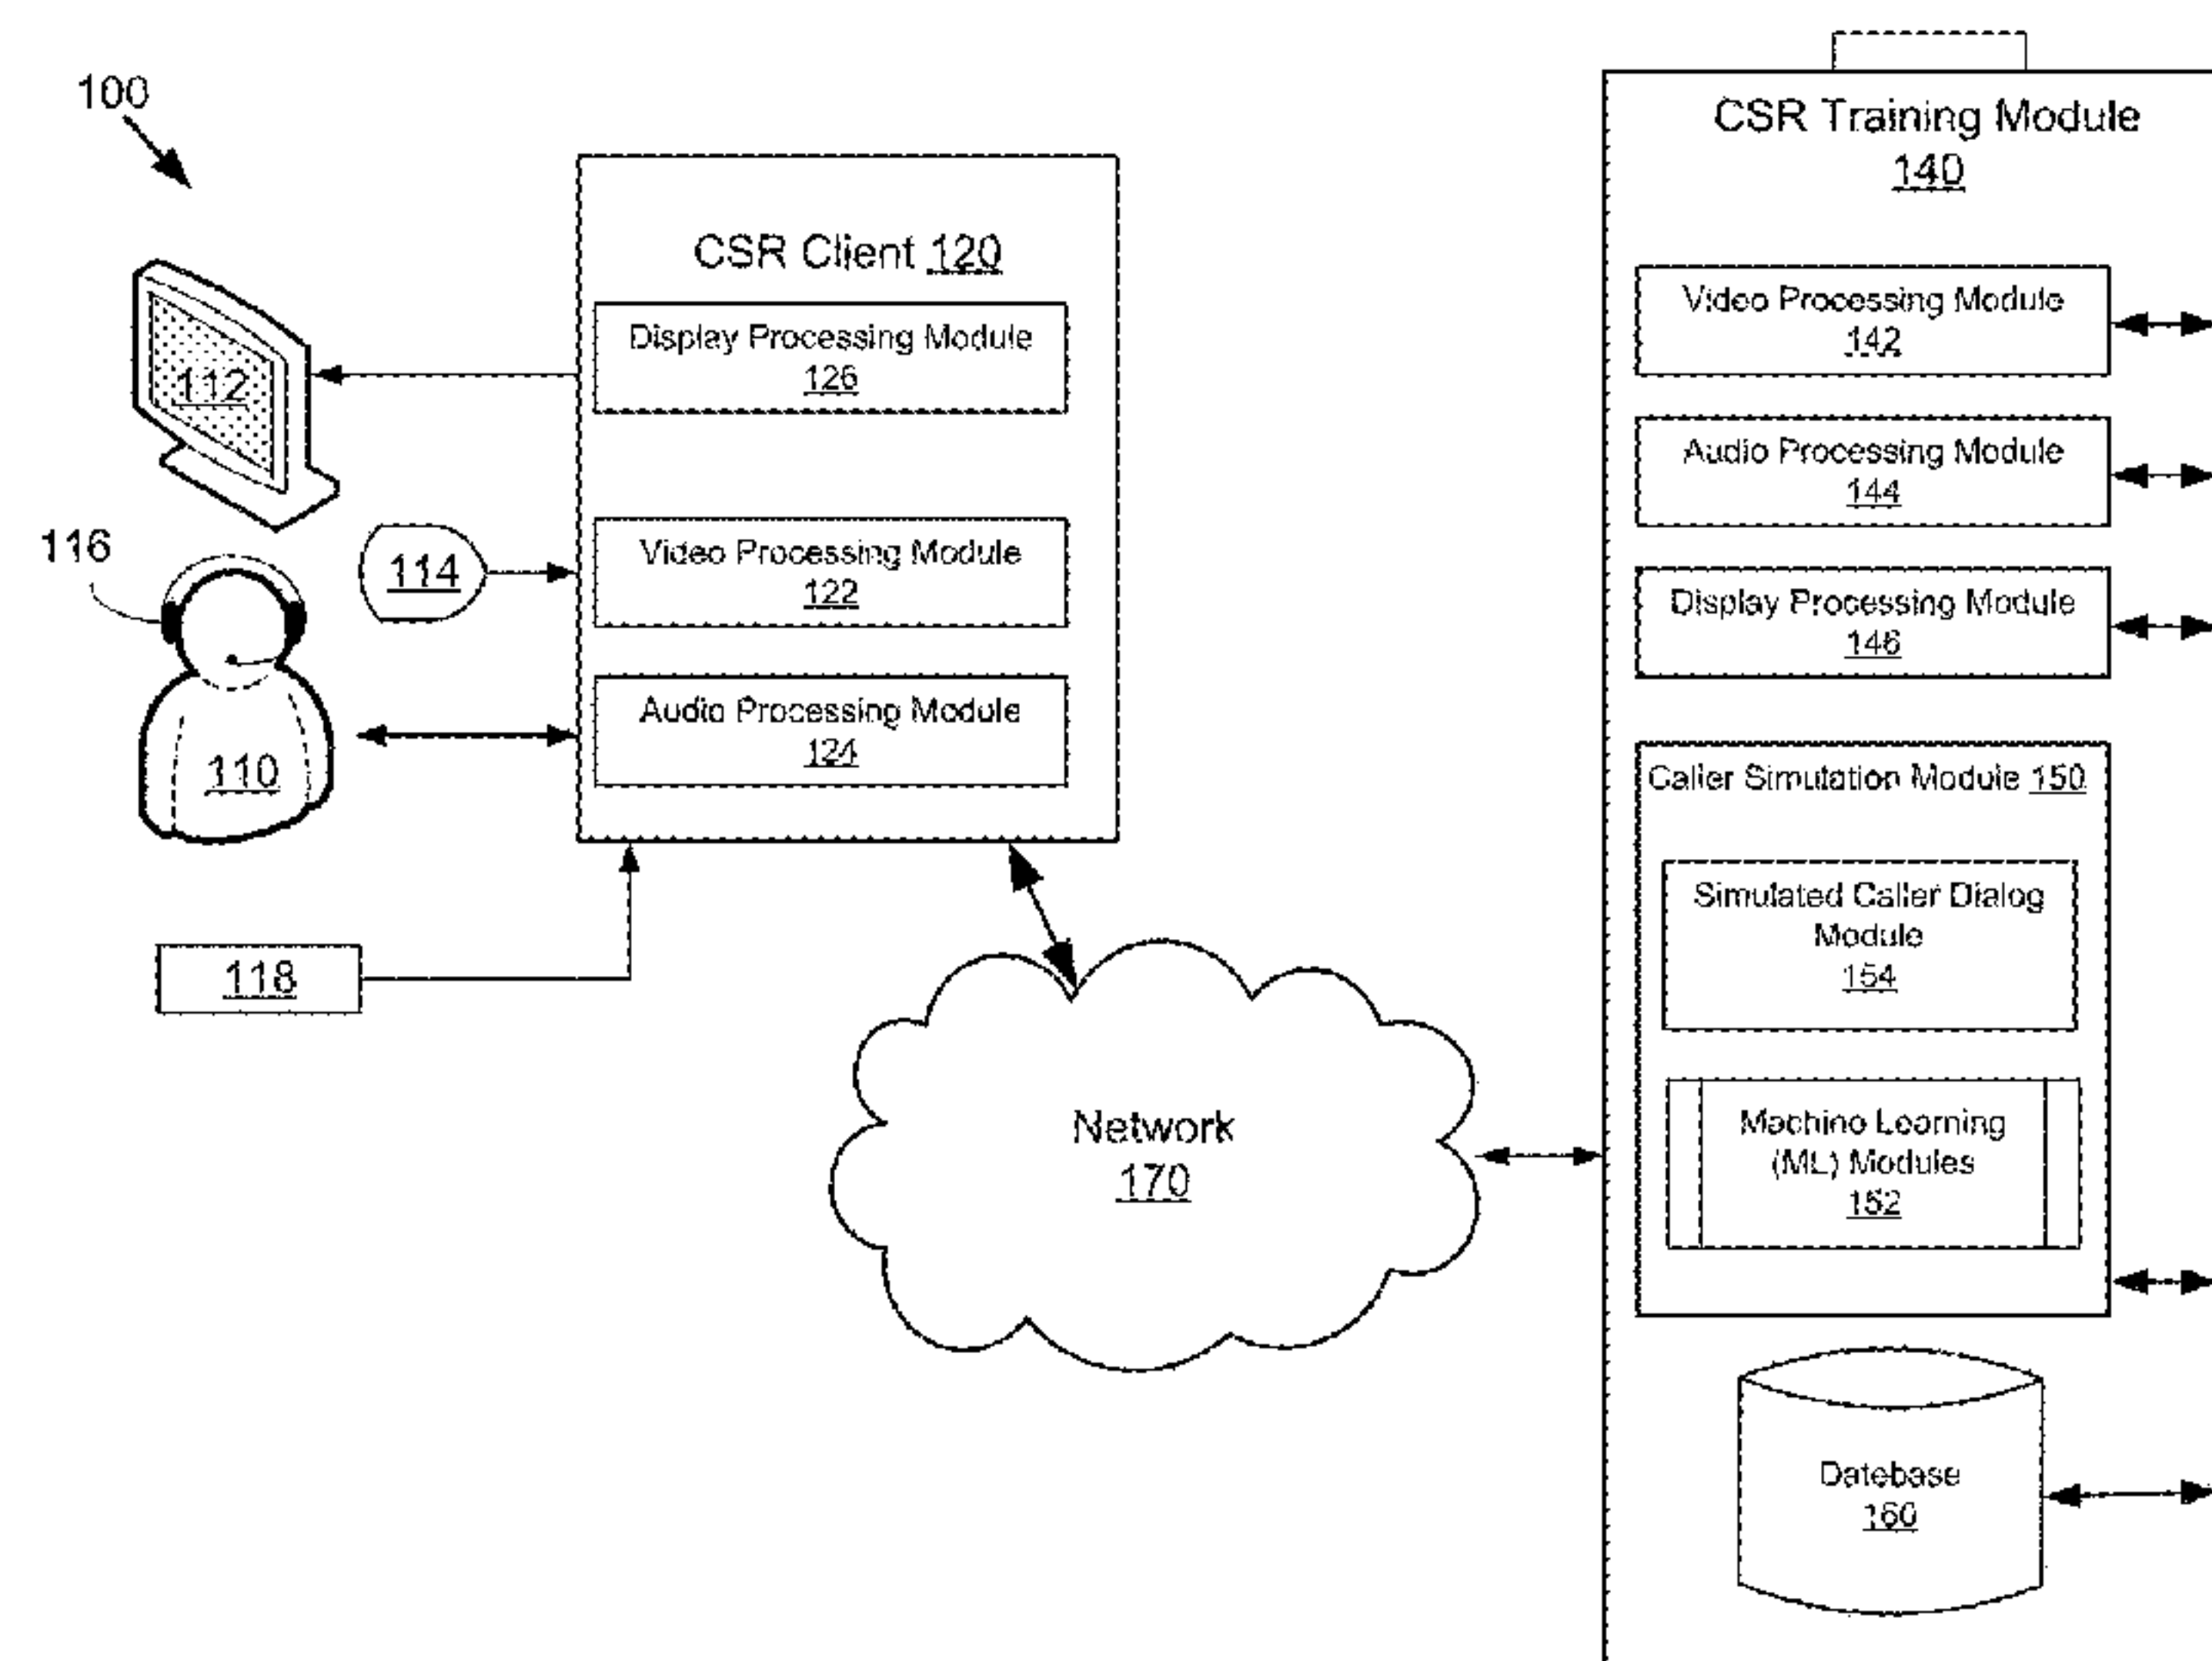 100
CSR Client 120
Display Processing Module
126
112
116
114
Video Processing Module
122
Audio Processing Module
124
110
118
Network
170
CSR Training Module
140
Video Processing Module
142
Audio Processing Module
144
Display Processing Module
146
Caller Simulation Module 150
Simulated Caller Dialog
Module
154
Machine Learning
(ML) Modules
152
Database
160